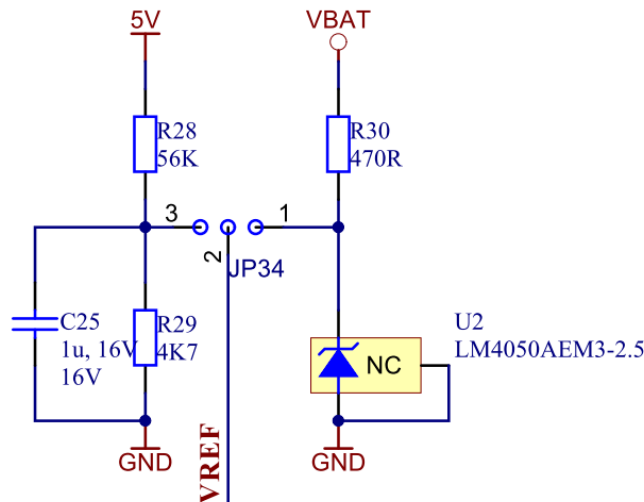 5V
VBAT
R28
56K
R30
470R
3
1
2
JP34
C25
1u, 16V
16V
R29
4K7
U2
LM4050AEM3-2.5
NC
GND
VREF
GND